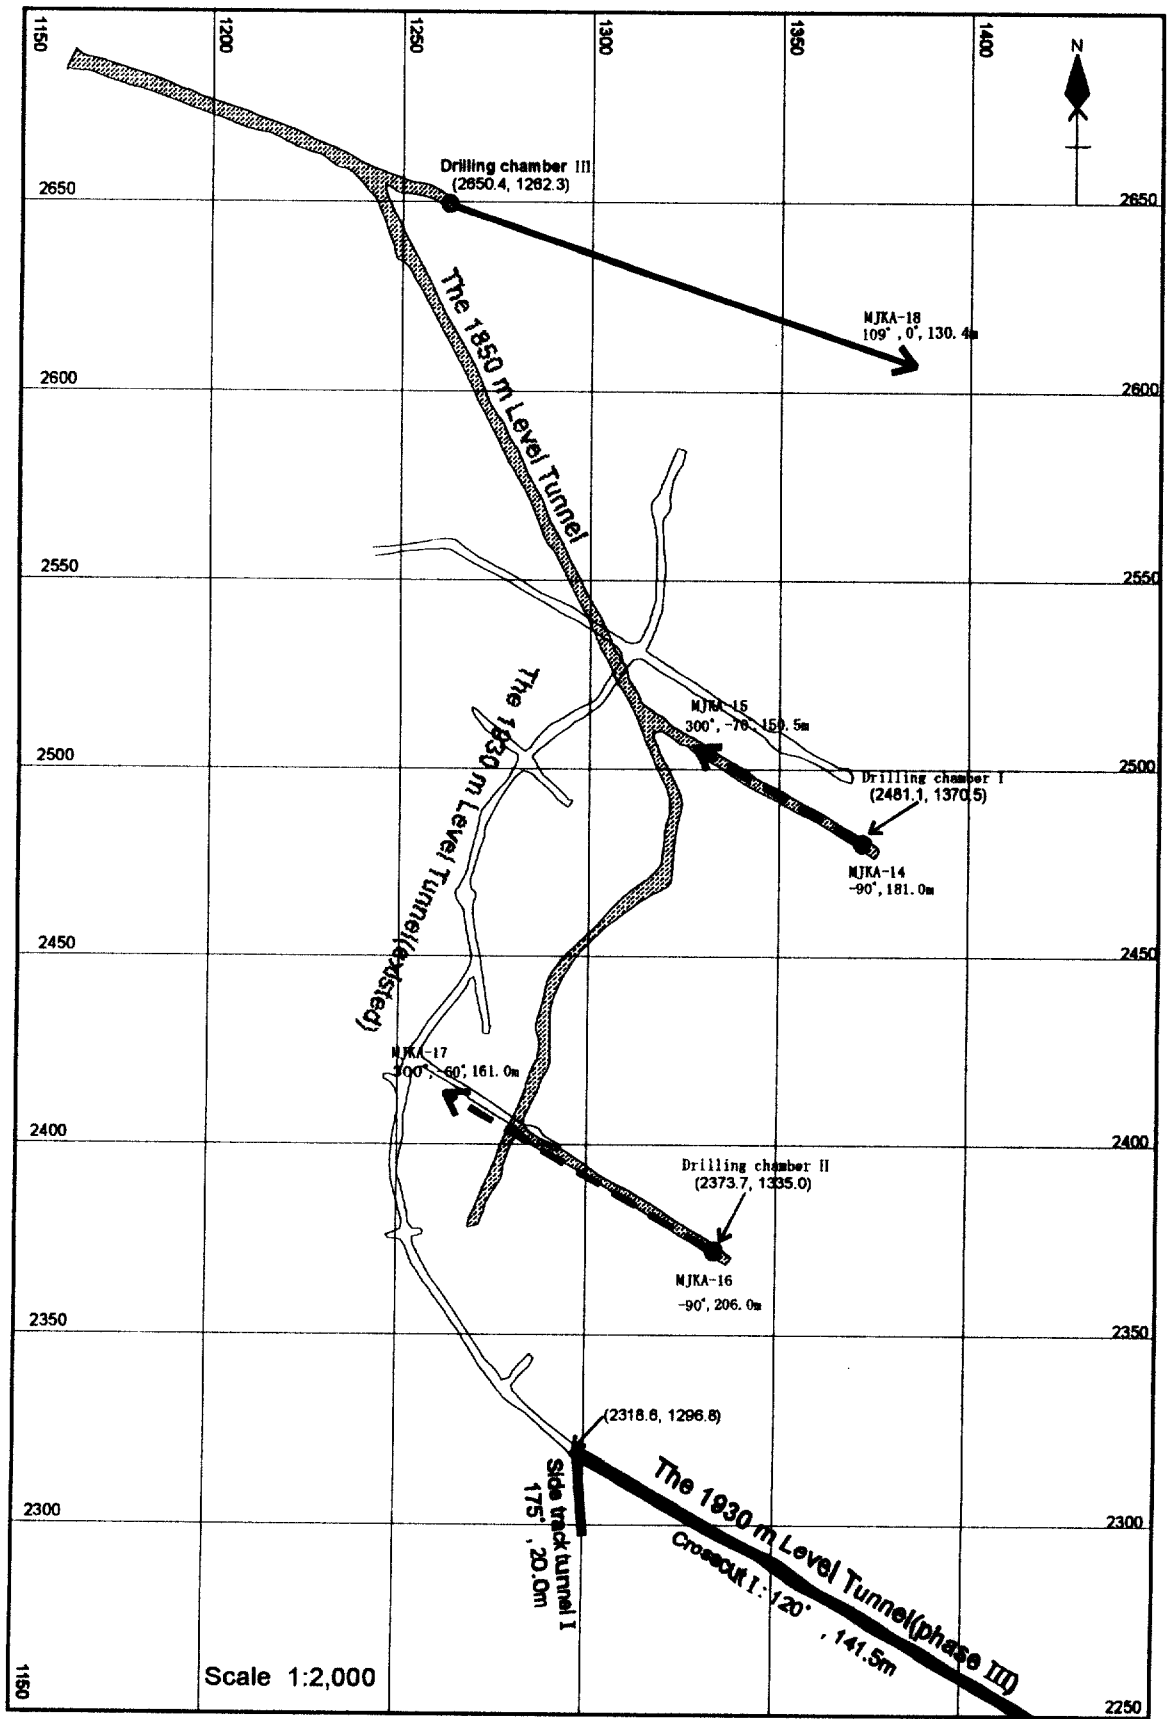 1150
1200
1250
1300
1350
1400
N
Drilling chamber III
(2650.4, 1262.3)
2650
2650
The 1850 m Level Tunnel
MJKA-18
109°, 0°, 130.4m
2600
2600
2550
2550
The 1930 m Level Tunnel(existed)
MJKA-15
300°, -70°, 150.5m
2500
2500
Drilling chamber I
(2481.1, 1370.5)
MJKA-14
-90°, 181.0m
2450
2450
MJKA-17
300°, -60°, 161.0m
2400
2400
Drilling chamber II
(2373.7, 1335.0)
MJKA-16
-90°, 206.0m
2350
2350
(2318.6, 1296.8)
Side track tunnel I
175°, 20.0m
2300
2300
The 1930 m Level Tunnel(phase III)
Crosscut I : 120°, 141.5m
Scale 1:2,000
1150
2250